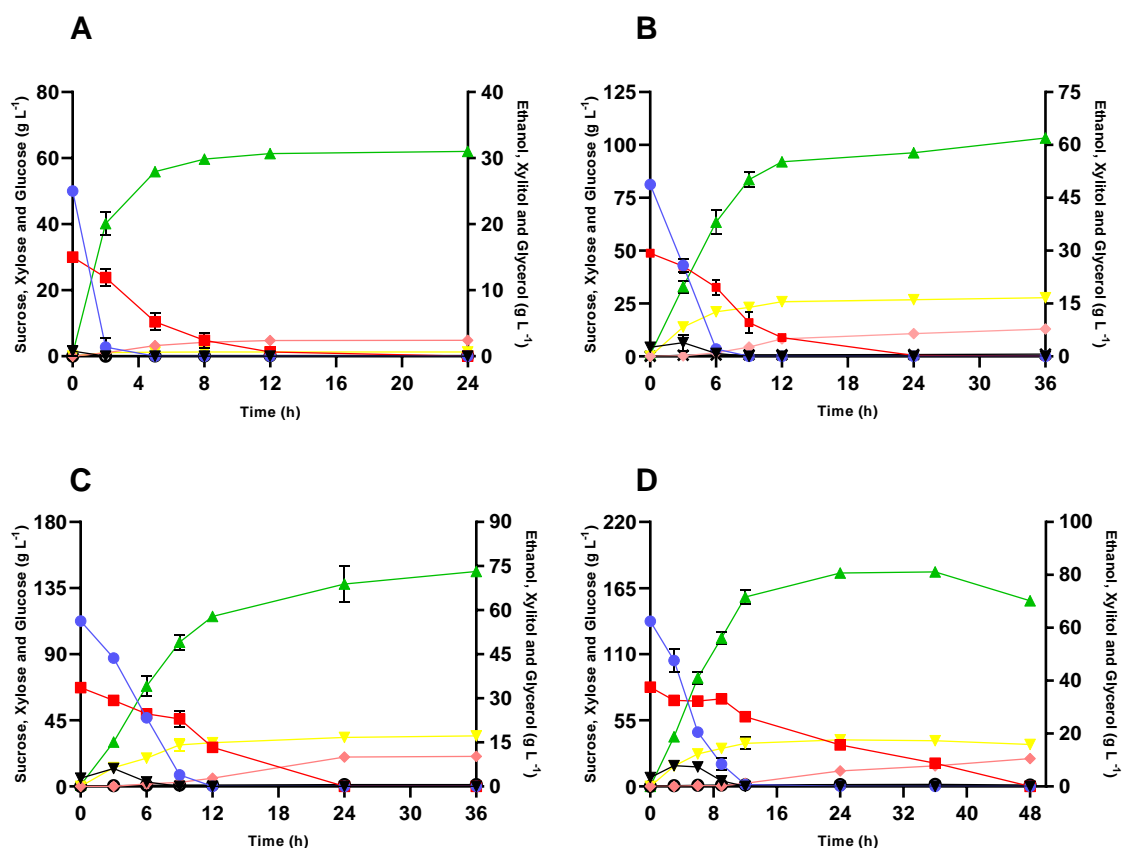 A
Sucrose, Xylose and Glucose (g L⁻¹)
80
60
40
20
0
40
30
20
10
0
Ethanol, Xylitol and Glycerol (g L⁻¹)
0 4 8 12 16 20 24
Time (h)
B
Sucrose, Xylose and Glucose (g L⁻¹)
125
100
75
50
25
0
75
60
45
30
15
0
Ethanol, Xylitol and Glycerol (g L⁻¹)
0 6 12 18 24 30 36
Time (h)
C
Sucrose, Xylose and Glucose (g L⁻¹)
180
135
90
45
0
90
75
60
45
30
15
0
Ethanol, Xylitol and Glycerol (g L⁻¹)
0 6 12 18 24 30 36
Time (h)
D
Sucrose, Xylose and Glucose (g L⁻¹)
220
165
110
55
0
100
80
60
40
20
0
Ethanol, Xylitol and Glycerol (g L⁻¹)
0 8 16 24 32 40 48
Time (h)